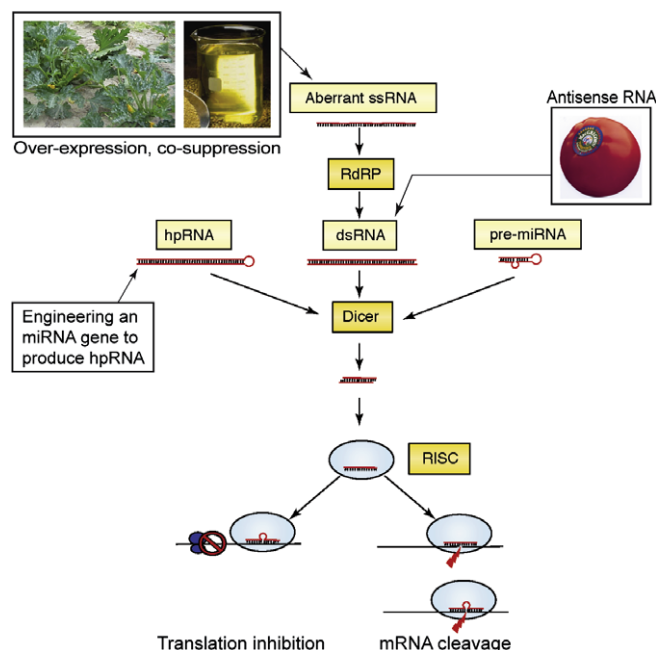 Aberrant ssRNA
Over-expression, co-suppression
Antisense RNA
RdRP
hpRNA
dsRNA
pre-miRNA
Engineering an
miRNA gene to
produce hpRNA
Dicer
RISC
Translation inhibition
mRNA cleavage